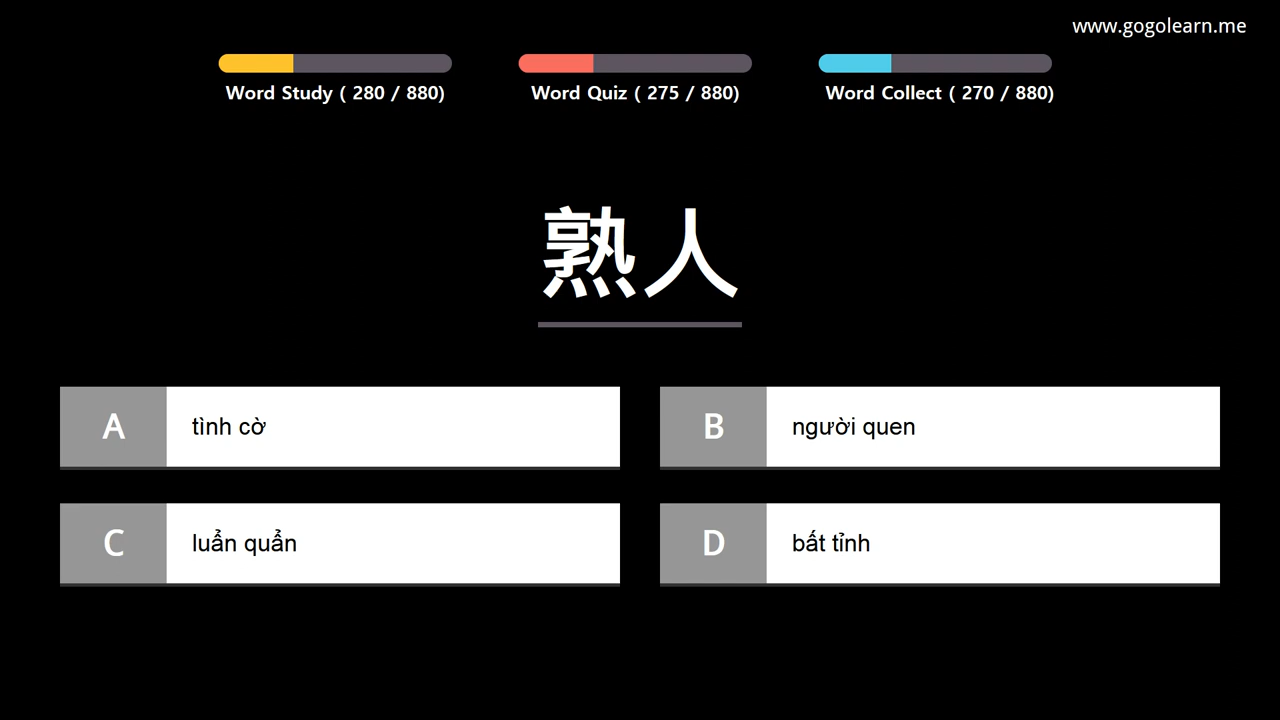 www.gogolearn.me
Word Study ( 280 / 880)
Word Quiz ( 275 / 880)
Word Collect ( 270 / 880)
熟人
A
tình cờ
B
người quen
C
luẩn quẩn
D
bất tỉnh